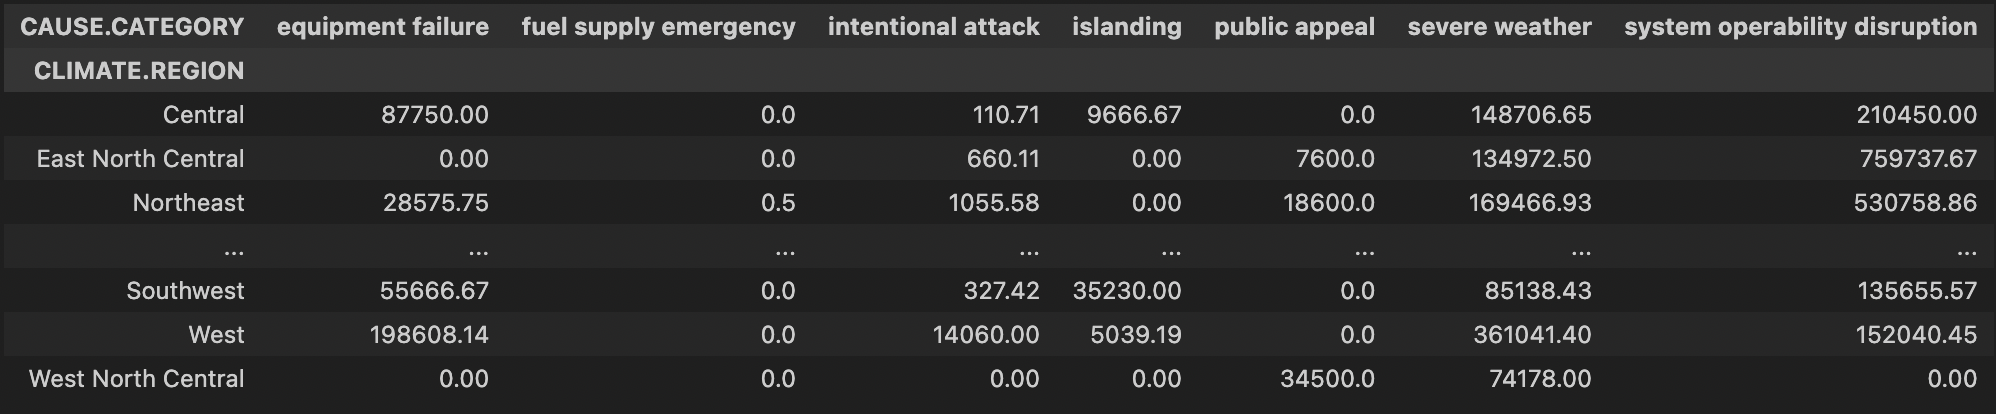 CAUSE.CATEGORY equipment failure fuel supply emergency intentional attack islanding public appeal severe weather system operability disruption
CLIMATE.REGION
Central 87750.00 0.0 110.71 9666.67 0.0 148706.65 210450.00
East North Central 0.00 0.0 660.11 0.00 7600.0 134972.50 759737.67
Northeast 28575.75 0.5 1055.58 0.00 18600.0 169466.93 530758.86
... ... ... ... ... ... ... ...
Southwest 55666.67 0.0 327.42 35230.00 0.0 85138.43 135655.57
West 198608.14 0.0 14060.00 5039.19 0.0 361041.40 152040.45
West North Central 0.00 0.0 0.00 0.00 34500.0 74178.00 0.00